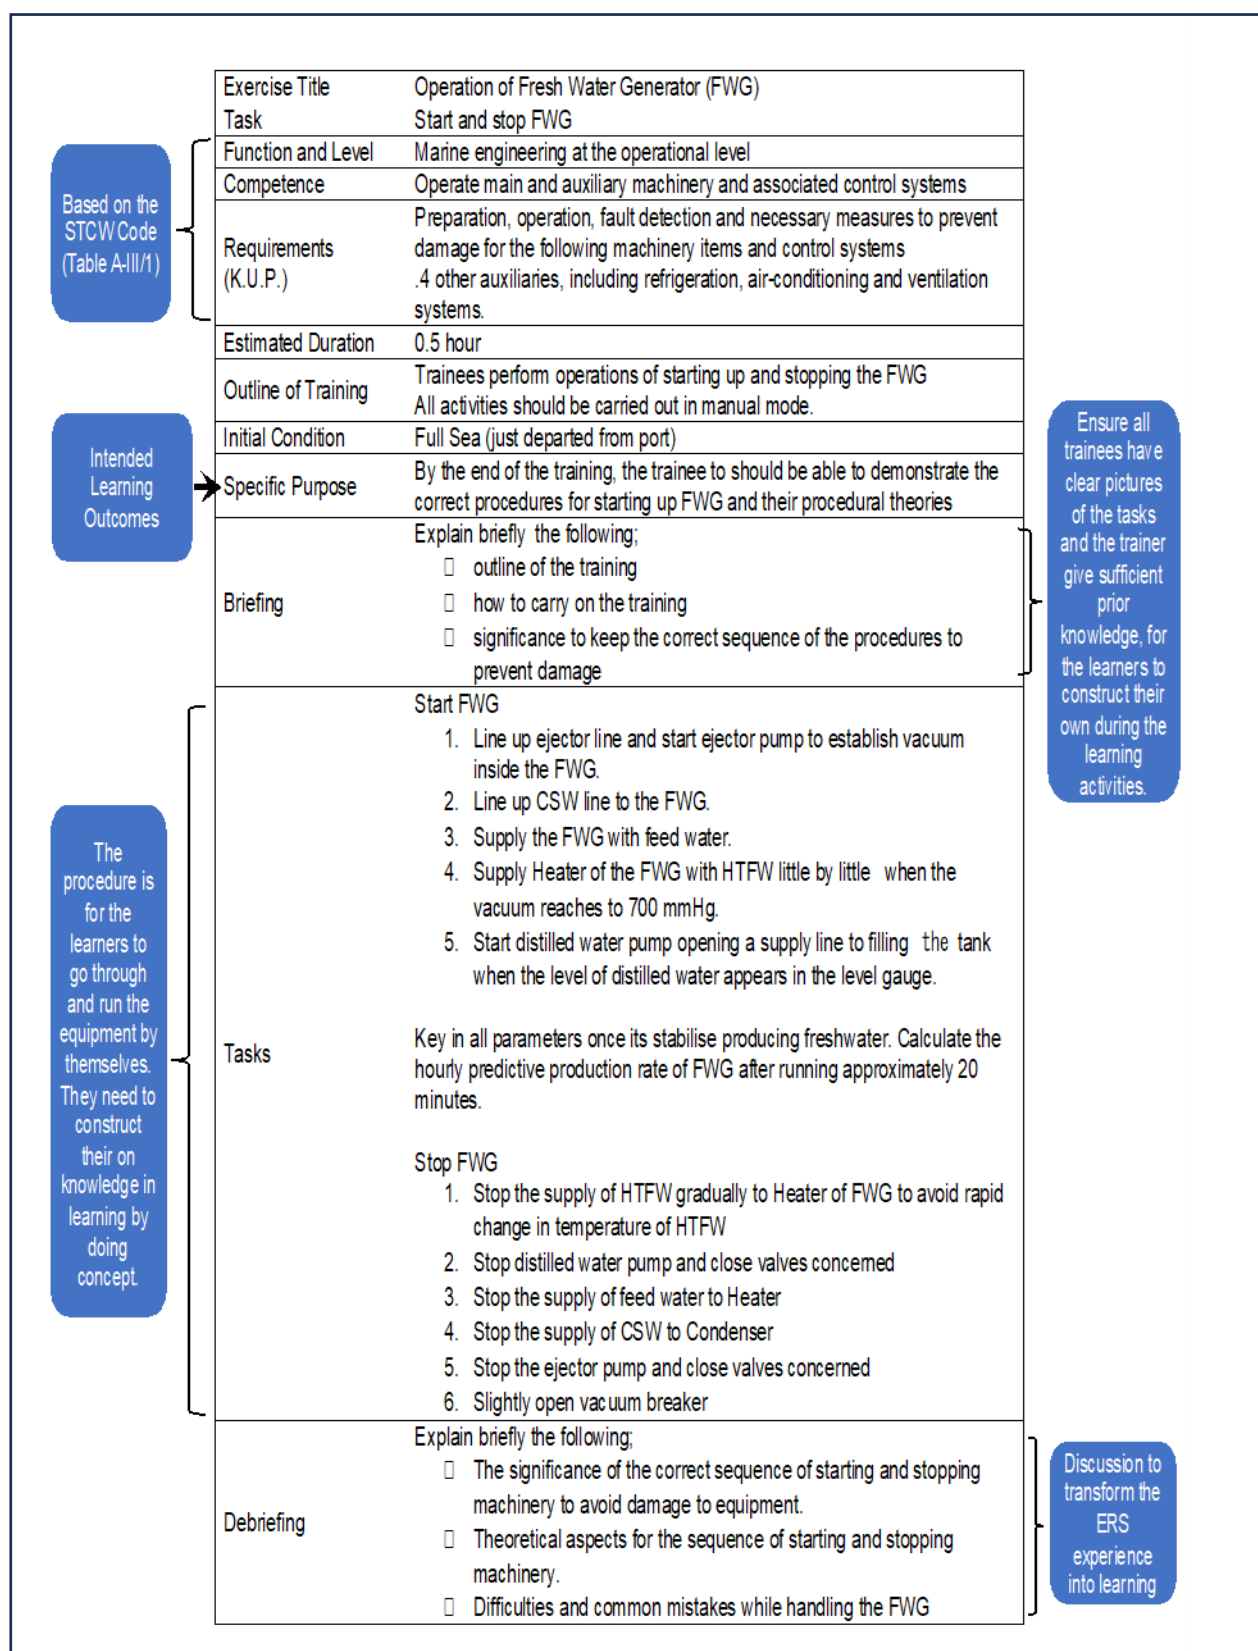 Exercise Title
Operation of Fresh Water Generator (FWG)
Task
Start and stop FWG
Based on the
STCW Code
(Table A-III/1)
Function and Level
Marine engineering at the operational level
Competence
Operate main and auxiliary machinery and associated control systems
Requirements
(K.U.P.)
Preparation, operation, fault detection and necessary measures to prevent
damage for the following machinery items and control systems
.4 other auxiliaries, including refrigeration, air-conditioning and ventilation
systems.
Estimated Duration
0.5 hour
Outline of Training
Trainees perform operations of starting up and stopping the FWG
All activities should be carried out in manual mode.
Initial Condition
Full Sea (just departed from port)
Intended
Learning
Outcomes
Specific Purpose
By the end of the training, the trainee to should be able to demonstrate the
correct procedures for starting up FWG and their procedural theories
Briefing
Explain briefly the following;
outline of the training
how to carry on the training
significance to keep the correct sequence of the procedures to
prevent damage
Ensure all
trainees have
clear pictures
of the tasks
and the trainer
give sufficient
prior
knowledge, for
the learners to
construct their
own during the
learning
activities.
The
procedure is
for the
learners to
go through
and run the
equipment by
themselves.
They need to
construct
their on
knowledge in
learning by
doing
concept.
Tasks
Start FWG
1. Line up ejector line and start ejector pump to establish vacuum
inside the FWG.
2. Line up CSW line to the FWG.
3. Supply the FWG with feed water.
4. Supply Heater of the FWG with HTFW little by little when the
vacuum reaches to 700 mmHg.
5. Start distilled water pump opening a supply line to filling the tank
when the level of distilled water appears in the level gauge.
Key in all parameters once its stabilise producing freshwater. Calculate the
hourly predictive production rate of FWG after running approximately 20
minutes.
Stop FWG
1. Stop the supply of HTFW gradually to Heater of FWG to avoid rapid
change in temperature of HTFW
2. Stop distilled water pump and close valves concerned
3. Stop the supply of feed water to Heater
4. Stop the supply of CSW to Condenser
5. Stop the ejector pump and close valves concerned
6. Slightly open vacuum breaker
Debriefing
Explain briefly the following;
The significance of the correct sequence of starting and stopping
machinery to avoid damage to equipment.
Theoretical aspects for the sequence of starting and stopping
machinery.
Difficulties and common mistakes while handling the FWG
Discussion to
transform the
ERS
experience
into learning